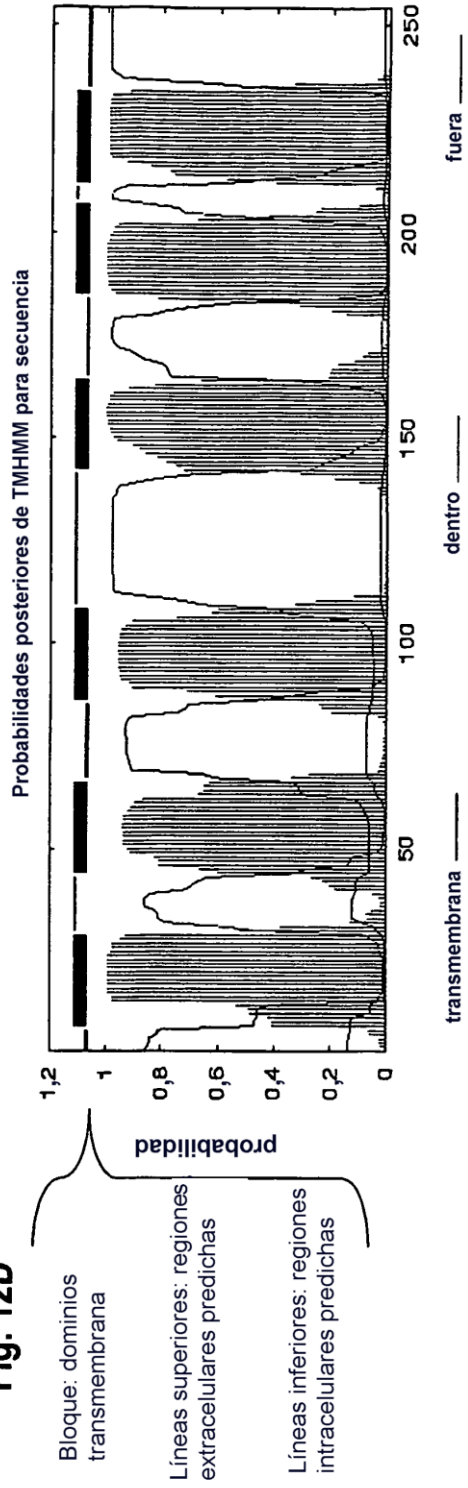 Fig. 12D
Probabilidades posteriores de TMHMM para secuencia
Bloque: dominios
transmembrana
Líneas superiores: regiones
extracelulares predichas
Líneas inferiores: regiones
intracelulares predichas
probabilidad
1,2
1
0,8
0,6
0,4
0,2
0
50
100
150
200
250
transmembrana
dentro
fuera